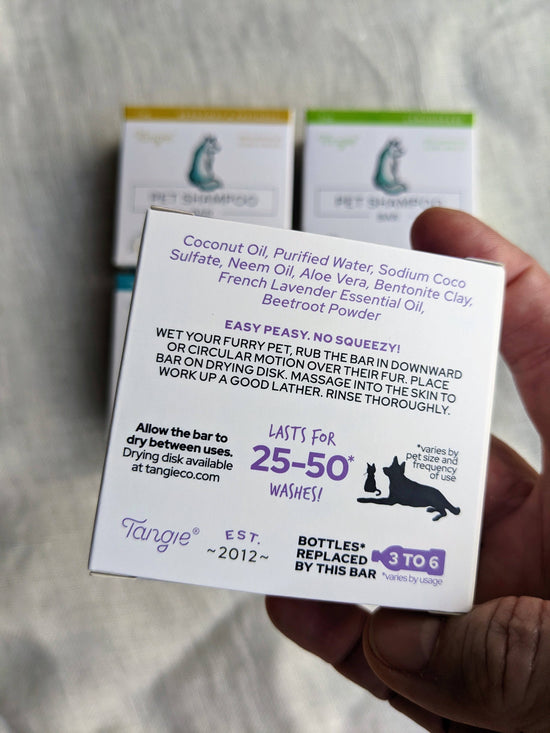 Tangie
Tangie
PET SHAMPOO
BAR
PET SHAMPOO
BAR
Coconut Oil, Purified Water, Sodium Coco
Sulfate, Neem Oil, Aloe Vera, Bentonite Clay,
French Lavender Essential Oil,
Beetroot Powder
EASY PEASY. NO SQUEEZY!
WET YOUR FURRY PET, RUB THE BAR IN DOWNWARD
OR CIRCULAR MOTION OVER THEIR FUR. PLACE
BAR ON DRYING DISK. MASSAGE INTO THE SKIN TO
WORK UP A GOOD LATHER. RINSE THOROUGHLY.
Allow the bar to
dry between uses.
Drying disk available
at tangieco.com
LASTS FOR
25-50*
WASHES!
*varies by
pet size and
frequency
of use
Tangie®
EST.
~2012~
BOTTLES*
REPLACED
BY THIS BAR
3 TO 6
*varies by usage